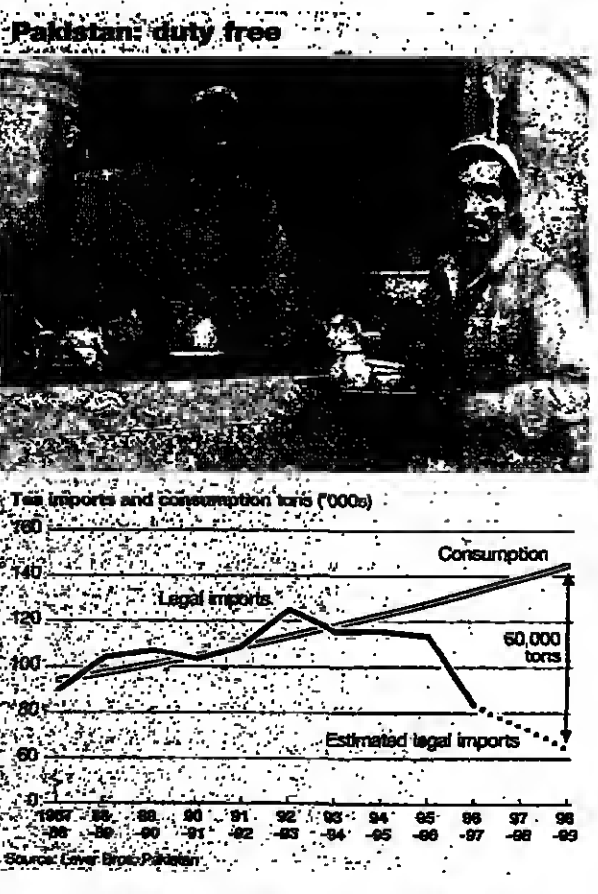 Pakistan: duty free
Tea imports and consumption tons ('000s)
160
Consumption
140
Legal imports
120
tons
100
80
Estimated legal imports
60
0
1987 88 89 90 91 92 93 94 95 96 97 98
-88 -89 -90 -91 -92 -93 -94 -95 -96 -97 -98 -99
Source: Lever Bros. Pakistan